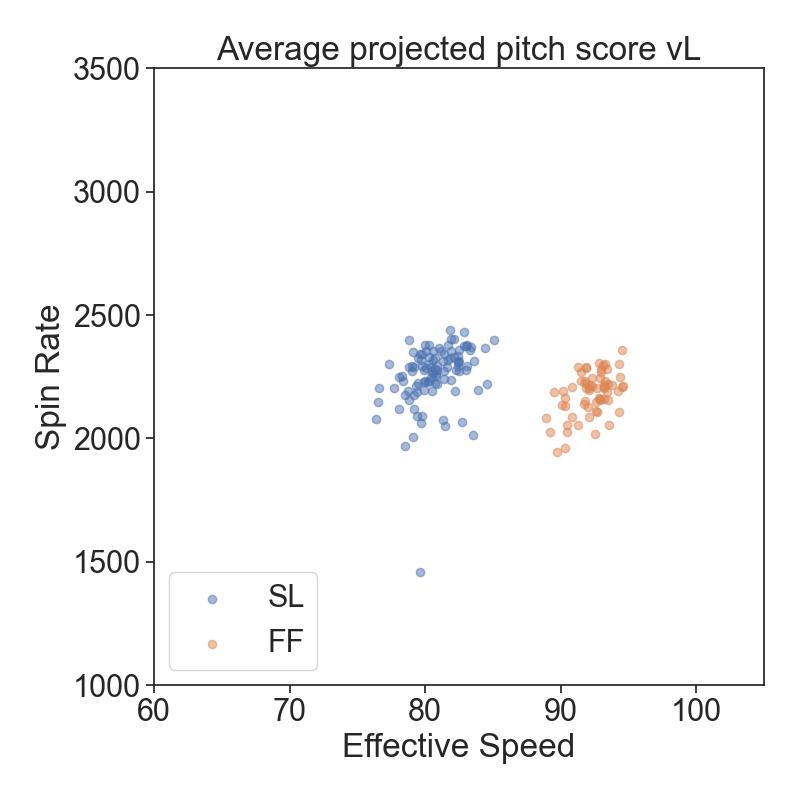 Average projected pitch score vL
3500
3000
2500
2000
1500
1000
Spin Rate
SL
FF
60 70 80 90 100
Effective Speed